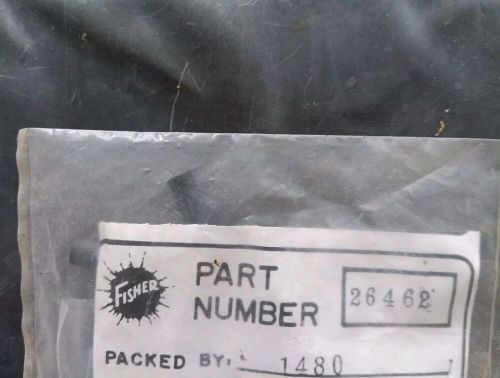 FISHER
PART
NUMBER
26462
PACKED BY: 1480